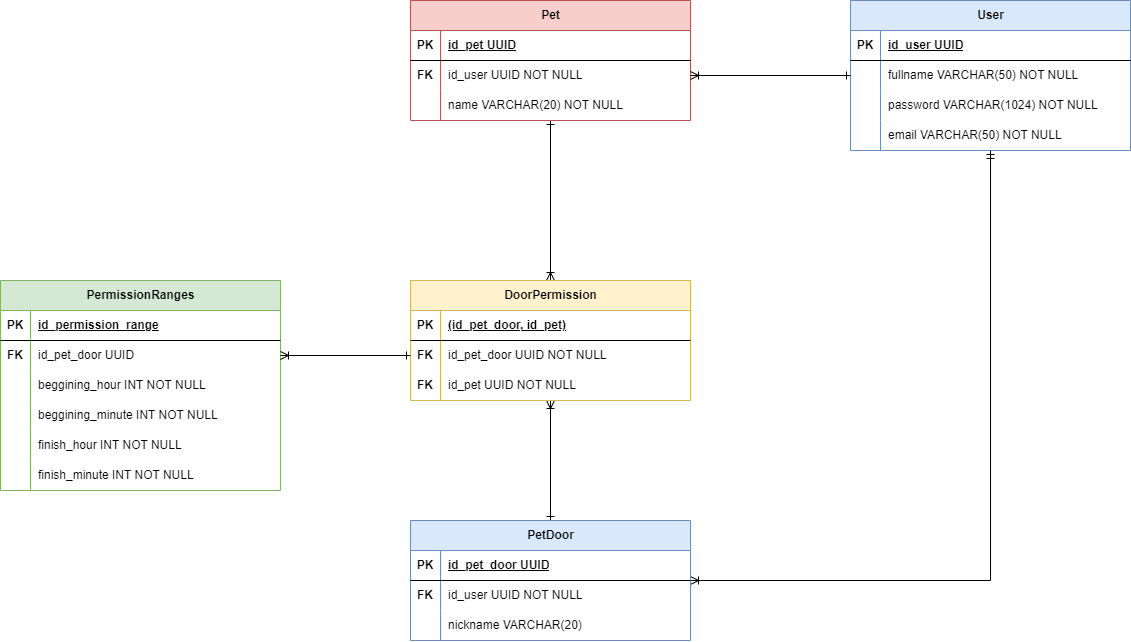 Pet
PK id_pet UUID
FK id_user UUID NOT NULL
name VARCHAR(20) NOT NULL
User
PK id_user UUID
fullname VARCHAR(50) NOT NULL
password VARCHAR(1024) NOT NULL
email VARCHAR(50) NOT NULL
PermissionRanges
PK id_permission_range
FK id_pet_door UUID
beggining_hour INT NOT NULL
beggining_minute INT NOT NULL
finish_hour INT NOT NULL
finish_minute INT NOT NULL
DoorPermission
PK (id_pet_door, id_pet)
FK id_pet_door UUID NOT NULL
FK id_pet UUID NOT NULL
PetDoor
PK id_pet_door UUID
FK id_user UUID NOT NULL
nickname VARCHAR(20)